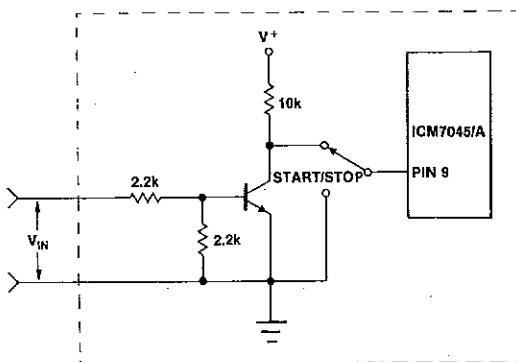 V+
10k
ICM7045/A
START/STOP
PIN 9
2.2k
VIN
2.2k